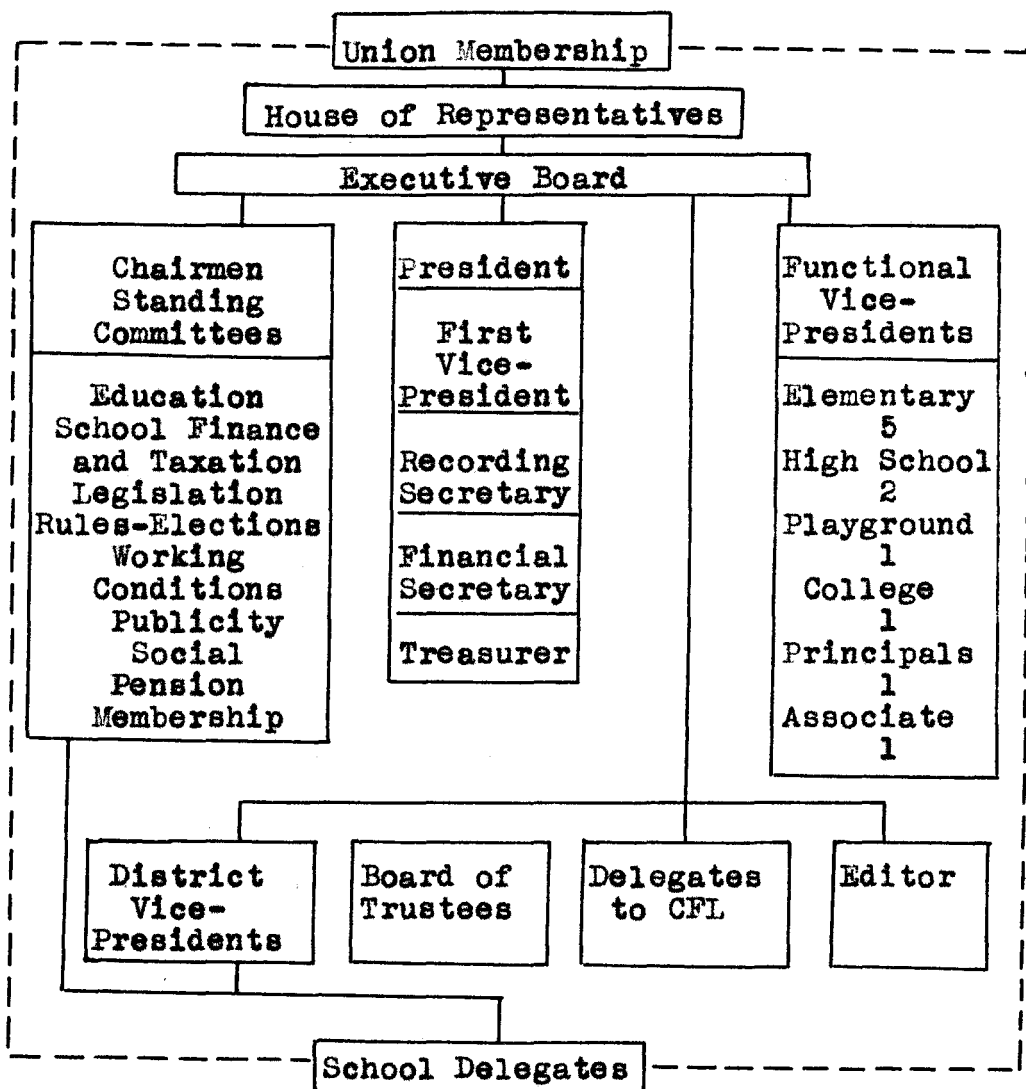 Union Membership
House of Representatives
Executive Board
Chairmen
Standing
Committees
Education
School Finance
and Taxation
Legislation
Rules-Elections
Working
Conditions
Publicity
Social
Pension
Membership
President
First
Vice-
President
Recording
Secretary
Financial
Secretary
Treasurer
Functional
Vice-
Presidents
Elementary
5
High School
2
Playground
1
College
1
Principals
1
Associate
1
District
Vice-
Presidents
Board of
Trustees
Delegates
to CFL
Editor
School Delegates